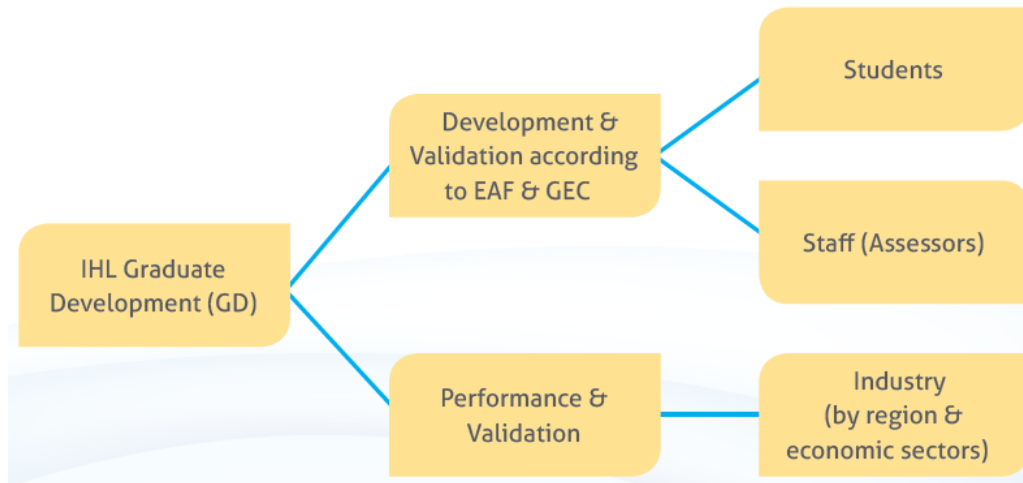 IHL Graduate
Development (GD)
Development &
Validation according
to EAF & GEC
Students
Staff (Assessors)
Performance &
Validation
Industry
(by region &
economic sectors)